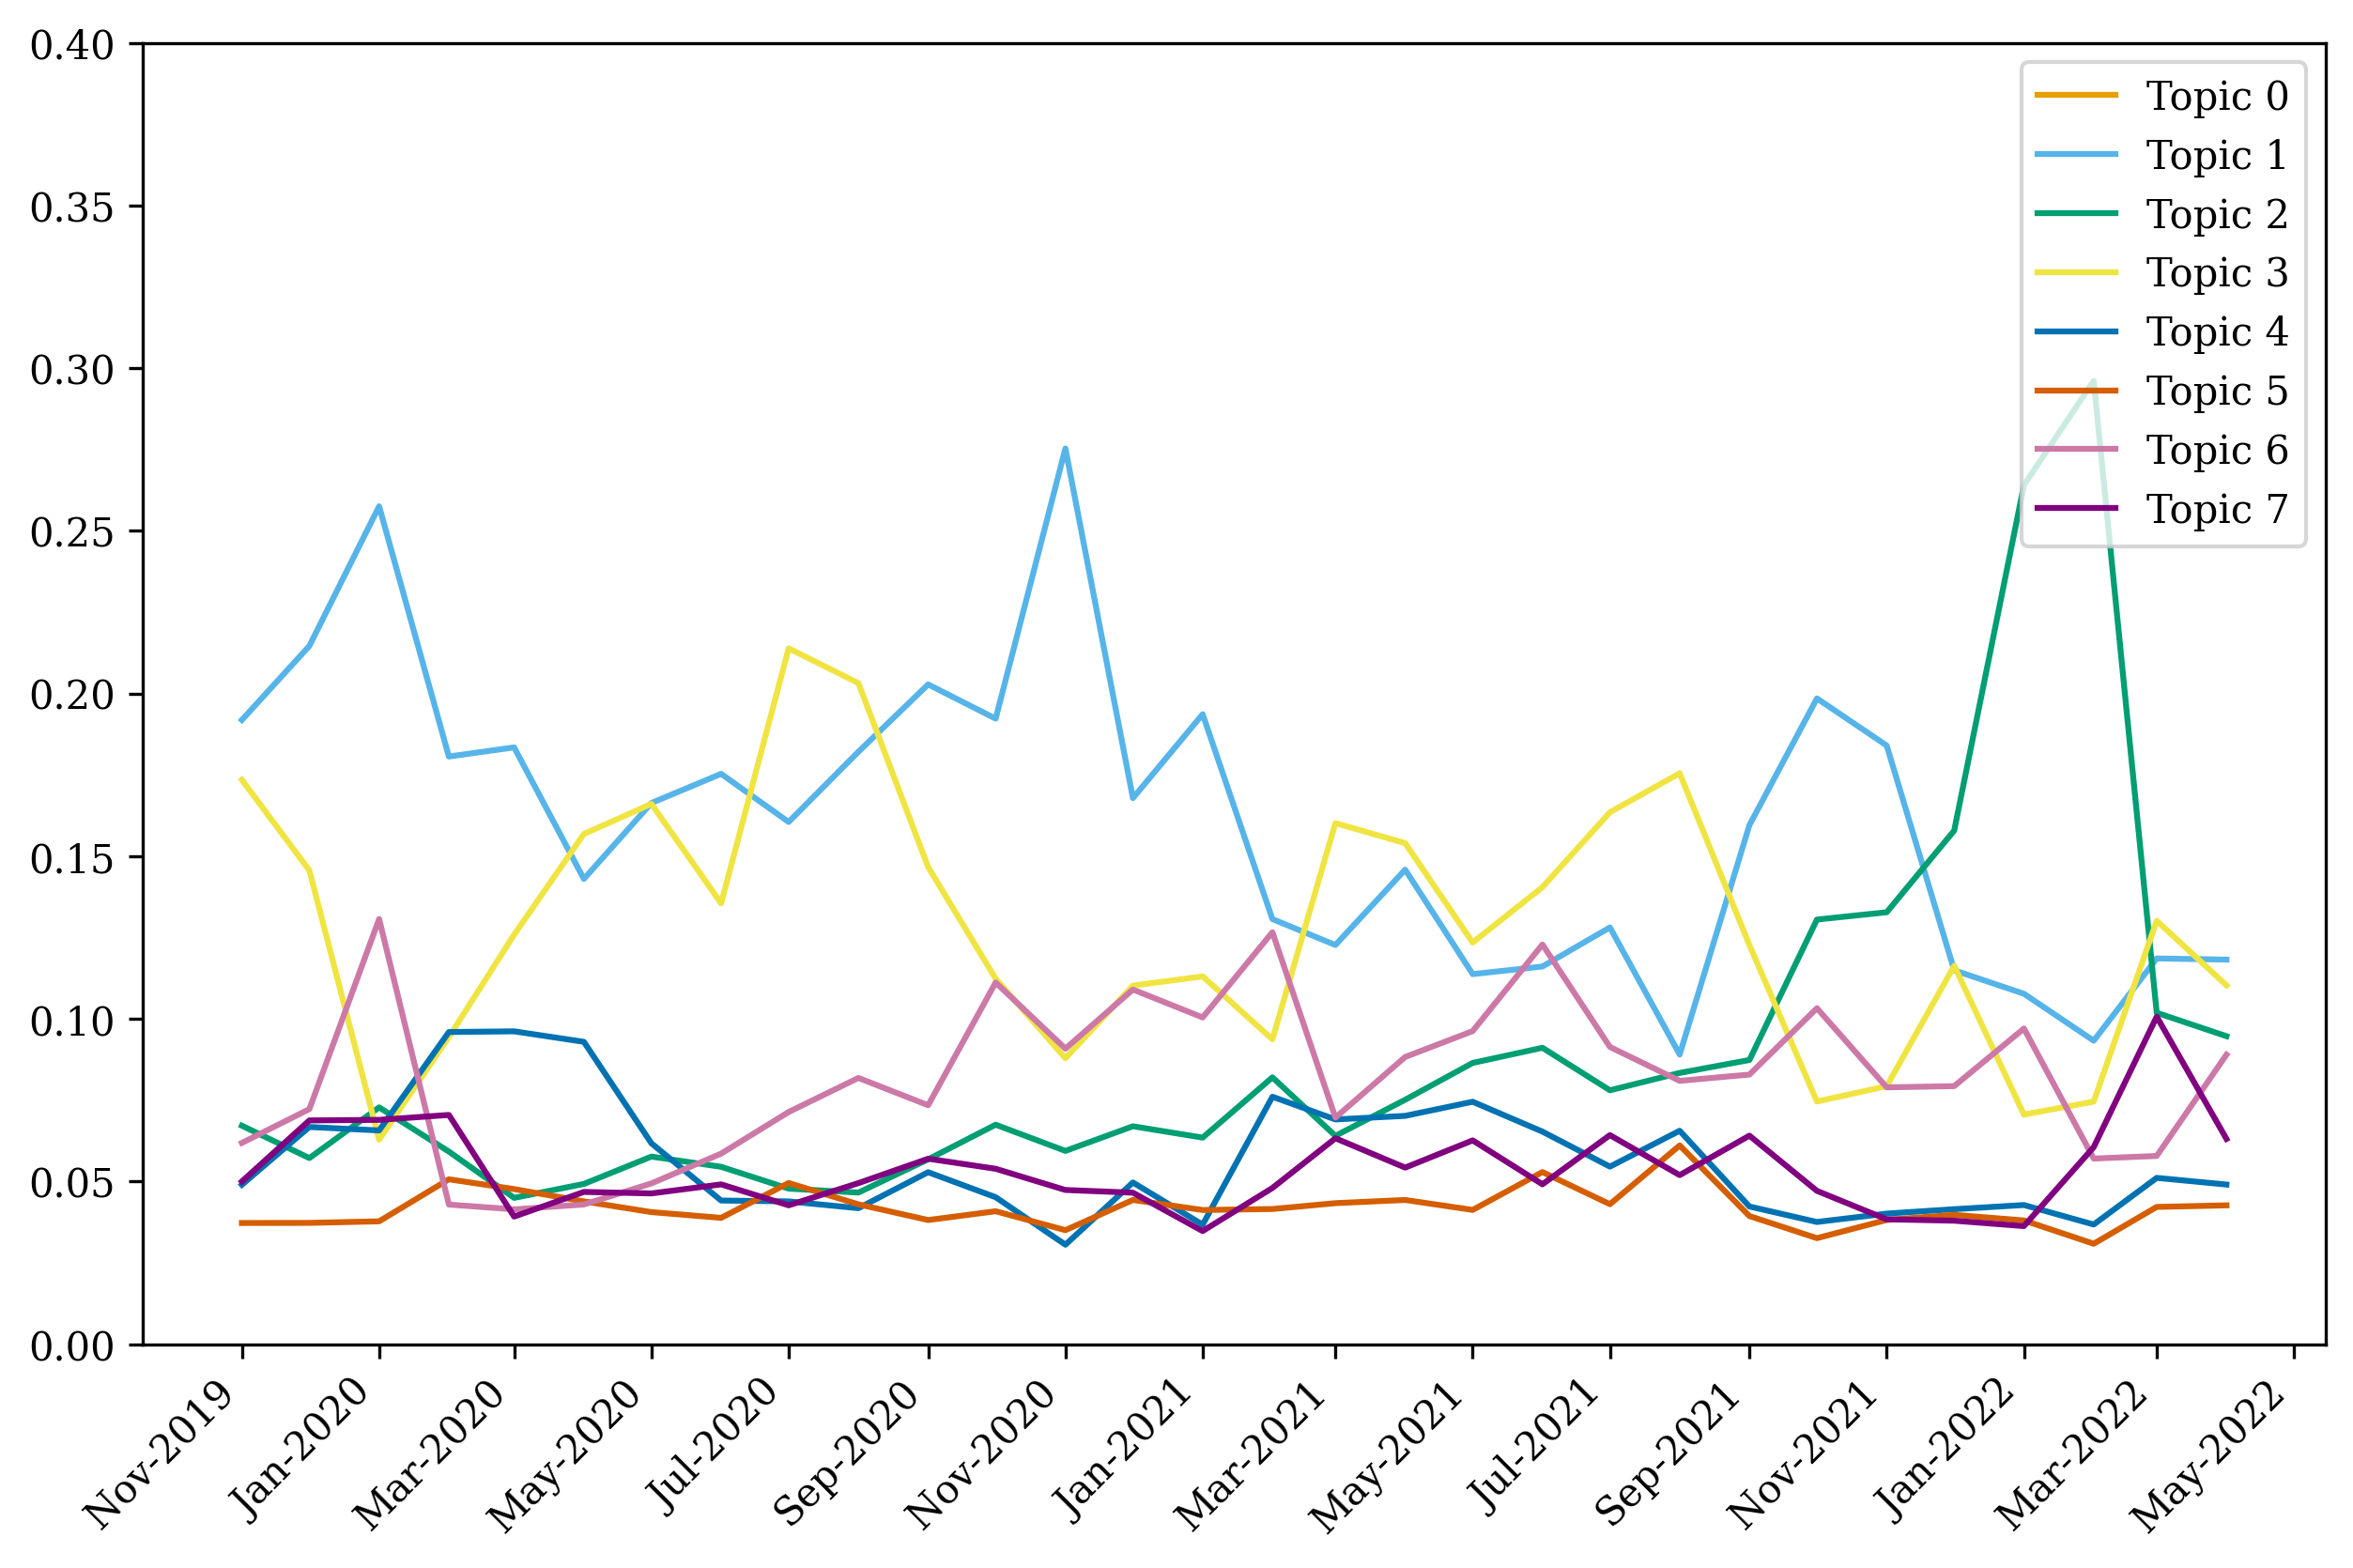 0.40
0.35
0.30
0.25
0.20
0.15
0.10
0.05
0.00
Topic 0
Topic 1
Topic 2
Topic 3
Topic 4
Topic 5
Topic 6
Topic 7
Nov-2019
Jan-2020
Mar-2020
May-2020
Jul-2020
Sep-2020
Nov-2020
Jan-2021
Mar-2021
May-2021
Jul-2021
Sep-2021
Nov-2021
Jan-2022
Mar-2022
May-2022